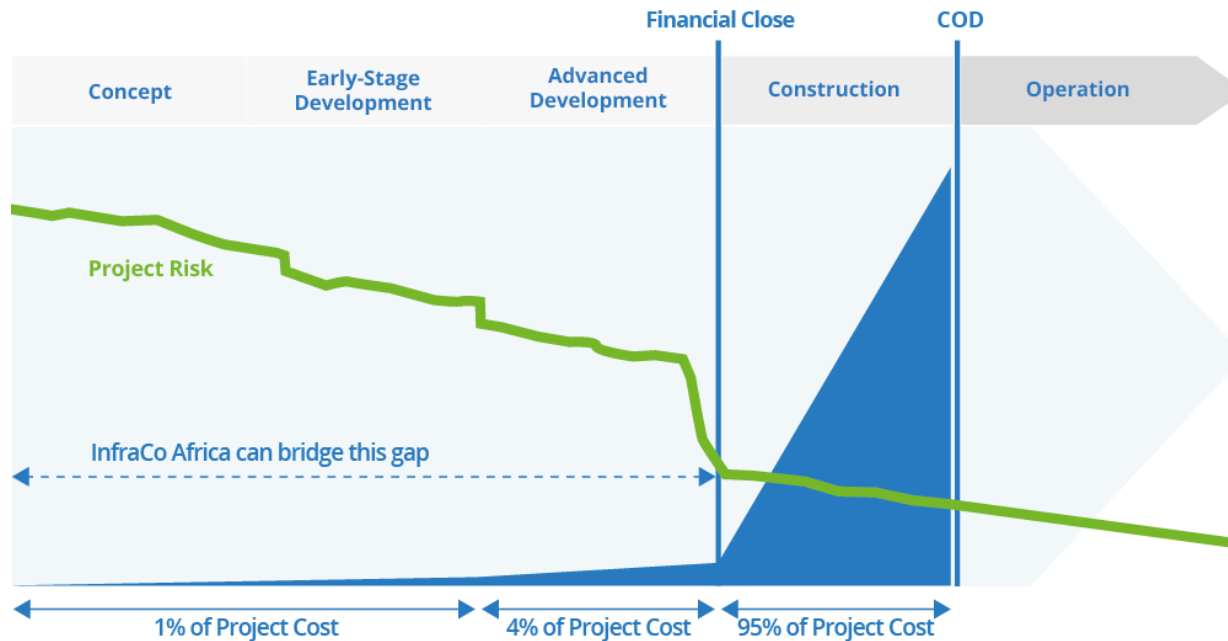 Financial Close
COD
Concept
Early-Stage
Development
Advanced
Development
Construction
Operation
Project Risk
InfraCo Africa can bridge this gap
1% of Project Cost
4% of Project Cost
95% of Project Cost